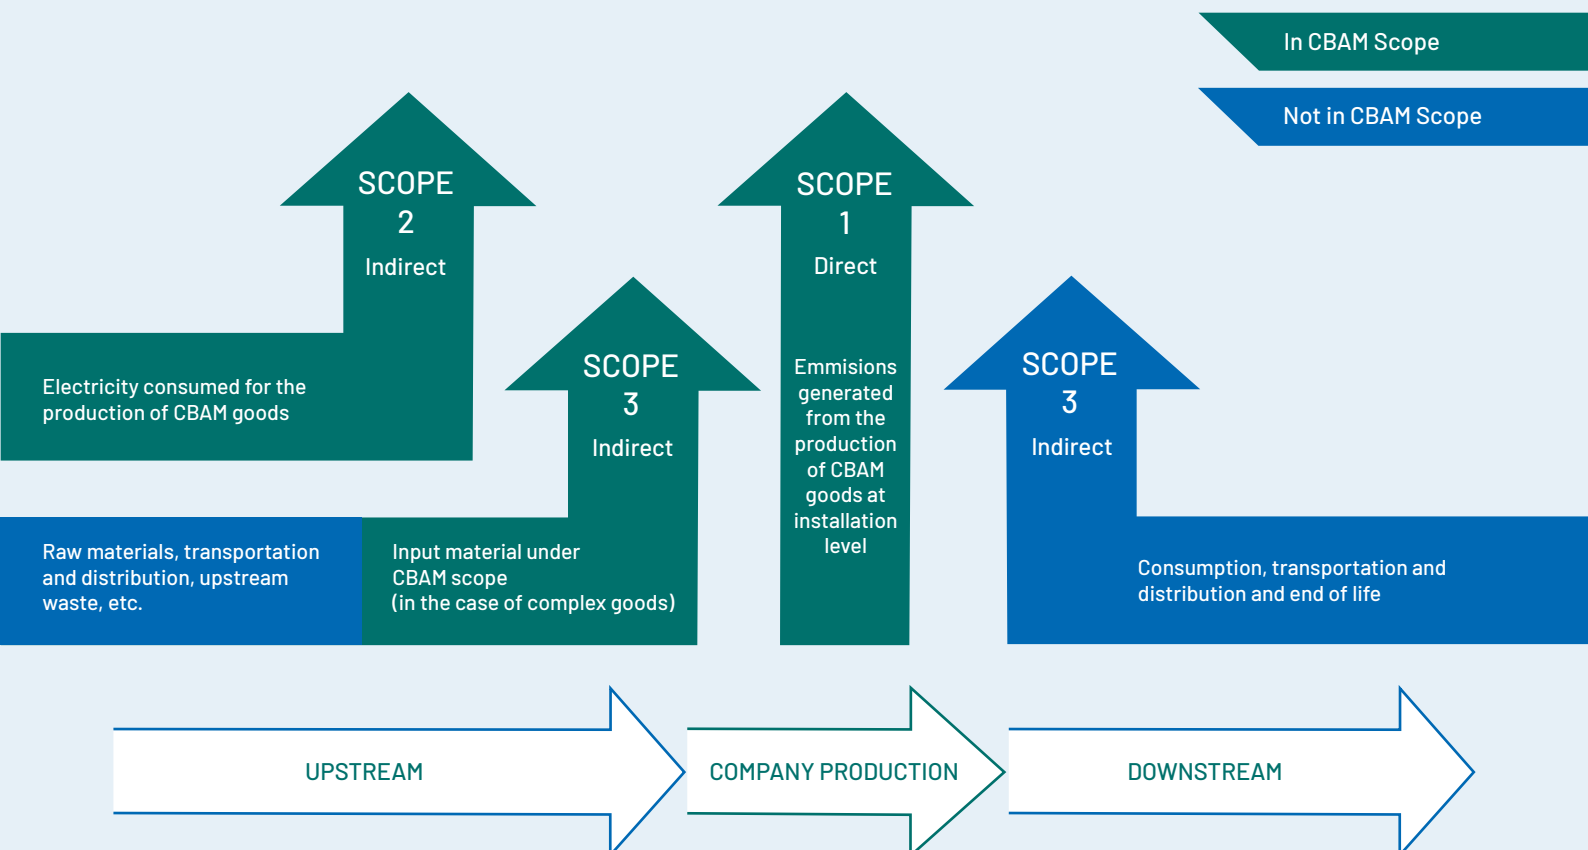 In CBAM Scope
Not in CBAM Scope
SCOPE
2
Indirect
Electricity consumed for the
production of CBAM goods
SCOPE
3
Indirect
Raw materials, transportation
and distribution, upstream
waste, etc.
Input material under
CBAM scope
(in the case of complex goods)
SCOPE
1
Direct
Emmisions
generated
from the
production
of CBAM
goods at
installation
level
SCOPE
3
Indirect
Consumption, transportation and
distribution and end of life
UPSTREAM
COMPANY PRODUCTION
DOWNSTREAM